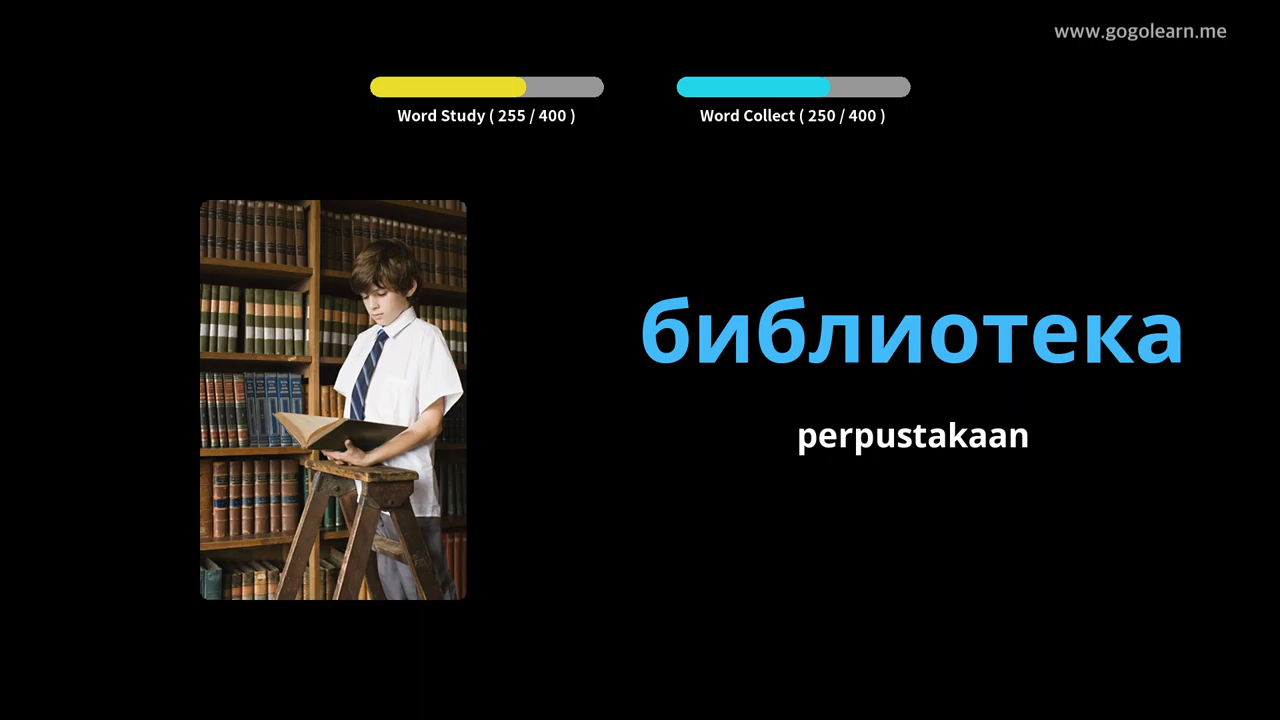 www.gogolearn.me
Word Study ( 255 / 400 )
Word Collect ( 250 / 400 )
библиотека
perpustakaan